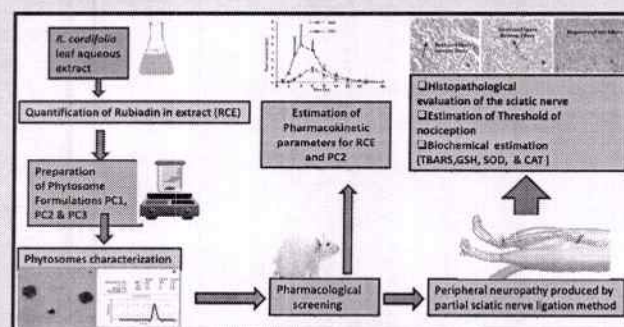 R. cordifolia
leaf aqueous
extract
Quantification of Rubiadin in extract (RCE)
Preparation
of Phytosome
Formulations PC1,
PC2 & PC3
Phytosomes characterization
Estimation of
Pharmacokinetic
parameters for RCE
and PC2
Pharmacological
screening
❑Histopathological
evaluation of the sciatic nerve
❑Estimation of Threshold of
nociception
❑Biochemical estimation
(TBARS,GSH, SOD, & CAT )
Peripheral neuropathy produced by
partial sciatic nerve ligation method